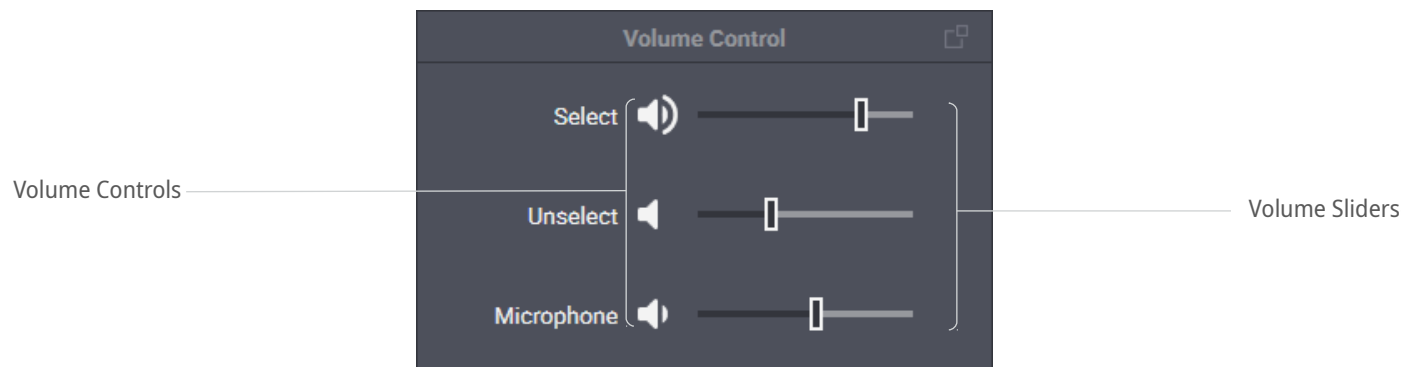 Volume Control
Select
Volume Controls
Unselect
Volume Sliders
Microphone